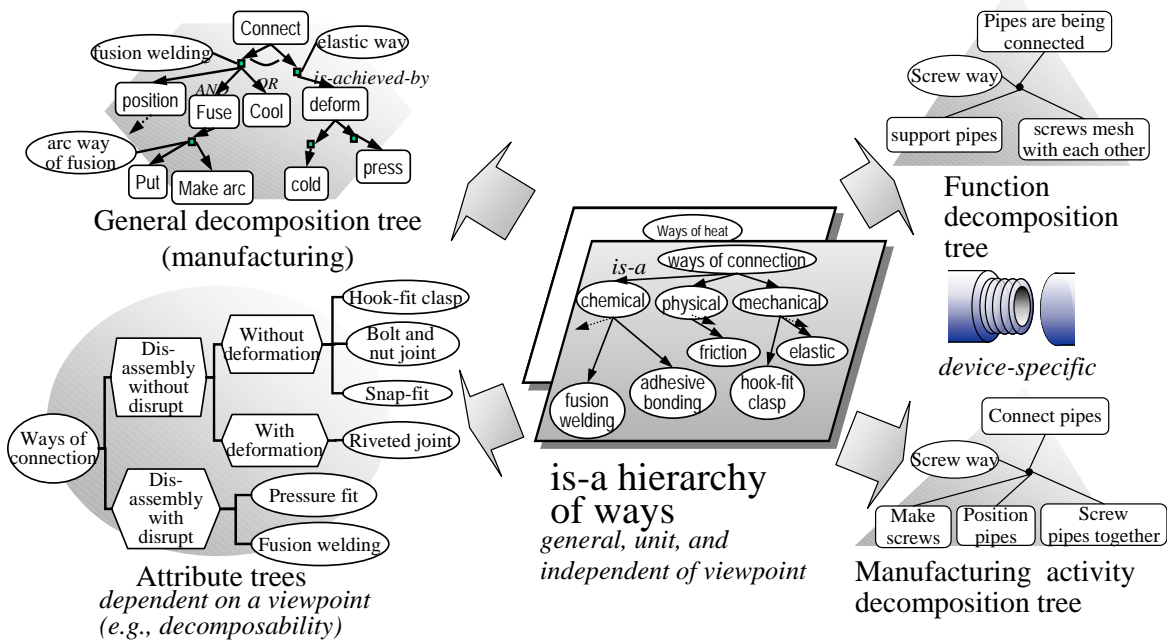 Connect
fusion welding
elastic way
is-achieved-by
AND
OR
position
Fuse
Cool
deform
arc way
of fusion
Put
Make arc
cold
press
General decomposition tree
(manufacturing)
Pipes are being
connected
Screw way
support pipes
screws mesh
with each other
Function
decomposition
tree
Ways of heat
ways of connection
is-a
chemical
physical
mechanical
friction
elastic
fusion
welding
adhesive
bonding
hook-fit
clasp
is-a hierarchy
of ways
general, unit, and
independent of viewpoint
device-specific
Hook-fit clasp
Without
deformation
Bolt and
nut joint
Dis-
assembly
without
disrupt
Snap-fit
With
deformation
Riveted joint
Ways of
connection
Dis-
assembly
with
disrupt
Pressure fit
Fusion welding
Attribute trees
dependent on a viewpoint
(e.g., decomposability)
Connect pipes
Screw way
Make
screws
Position
pipes
Screw
pipes together
Manufacturing activity
decomposition tree